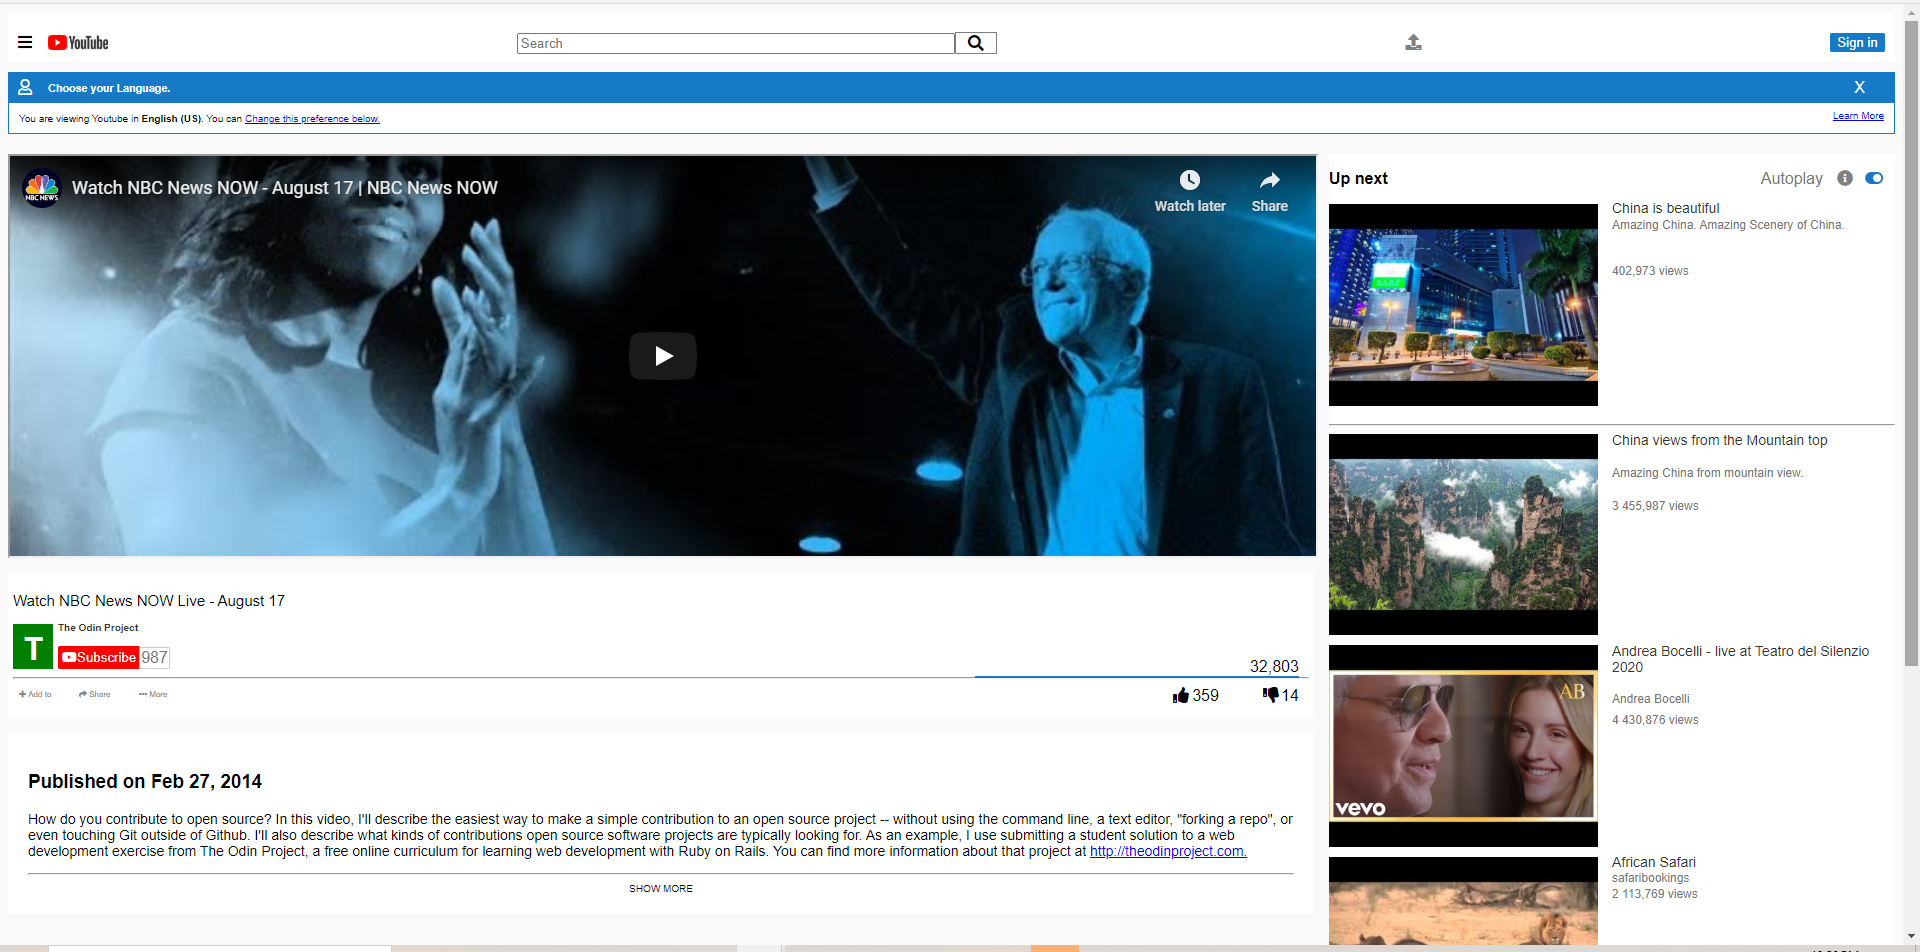 YouTube
Search
Sign in
Choose your Language.
X
You are viewing Youtube in English (US). You can Change this preference below.
Learn More
NBC NEWS
Watch NBC News NOW - August 17 | NBC News NOW
Watch later
Share
Up next
Autoplay
China is beautiful
Amazing China. Amazing Scenery of China.
402,973 views
China views from the Mountain top
Amazing China from mountain view.
3 455,987 views
Andrea Bocelli - live at Teatro del Silenzio
2020
Andrea Bocelli
4 430,876 views
AB
vevo
African Safari
safaribookings
2 113,769 views
Watch NBC News NOW Live - August 17
T
The Odin Project
Subscribe 987
32,803
Add to
Share
More
359
14
Published on Feb 27, 2014
How do you contribute to open source? In this video, I'll describe the easiest way to make a simple contribution to an open source project -- without using the command line, a text editor, "forking a repo", or
even touching Git outside of Github. I'll also describe what kinds of contributions open source software projects are typically looking for. As an example, I use submitting a student solution to a web
development exercise from The Odin Project, a free online curriculum for learning web development with Ruby on Rails. You can find more information about that project at http://theodinproject.com.
SHOW MORE